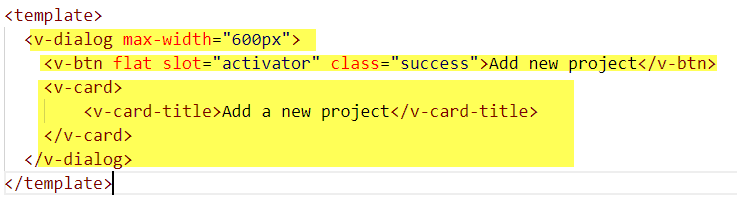 <template>
  <v-dialog max-width="600px">
    <v-btn flat slot="activator" class="success">Add new project</v-btn>
    <v-card>
        <v-card-title>Add a new project</v-card-title>
    </v-card>
  </v-dialog>
</template>